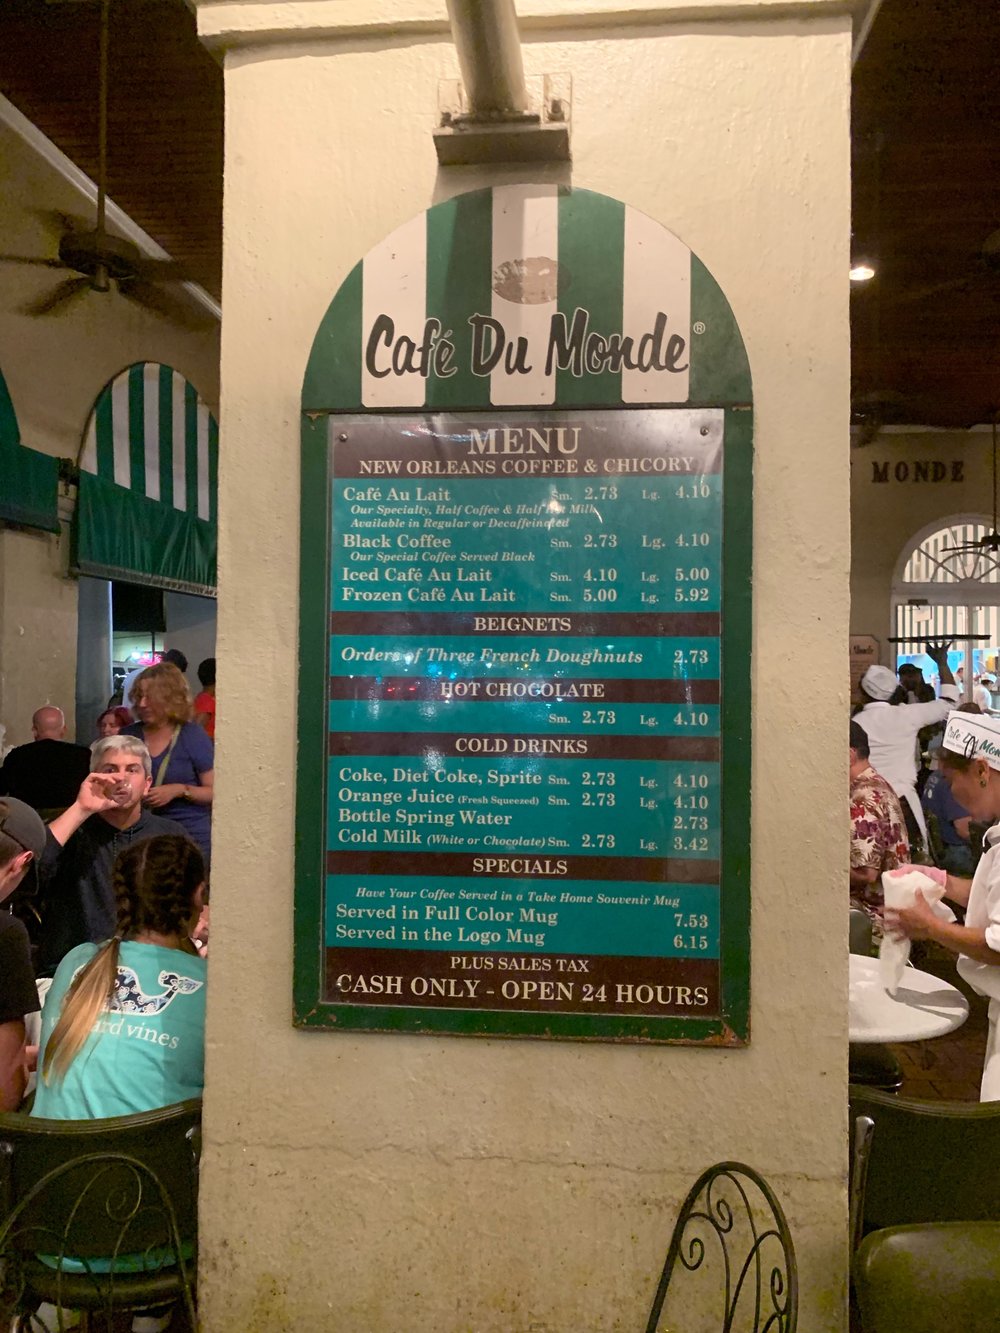 Café Du Monde®
MENU
NEW ORLEANS COFFEE & CHICORY
Café Au Lait Sm. 2.73 Lg. 4.10
Our Specialty, Half Coffee & Half Hot Milk
Available in Regular or Decaffeinated
Black Coffee Sm. 2.73 Lg. 4.10
Our Special Coffee Served Black
Iced Café Au Lait Sm. 4.10 Lg. 5.00
Frozen Café Au Lait Sm. 5.00 Lg. 5.92
BEIGNETS
Orders of Three French Doughnuts 2.73
HOT CHOCOLATE
Sm. 2.73 Lg. 4.10
COLD DRINKS
Coke, Diet Coke, Sprite Sm. 2.73 Lg. 4.10
Orange Juice (Fresh Squeezed) Sm. 2.73 Lg. 4.10
Bottle Spring Water 2.73
Cold Milk (White or Chocolate) Sm. 2.73 Lg. 3.42
SPECIALS
Have Your Coffee Served in a Take Home Souvenir Mug
Served in Full Color Mug 7.53
Served in the Logo Mug 6.15
PLUS SALES TAX
CASH ONLY - OPEN 24 HOURS
MONDE
Café Du Mon
vines